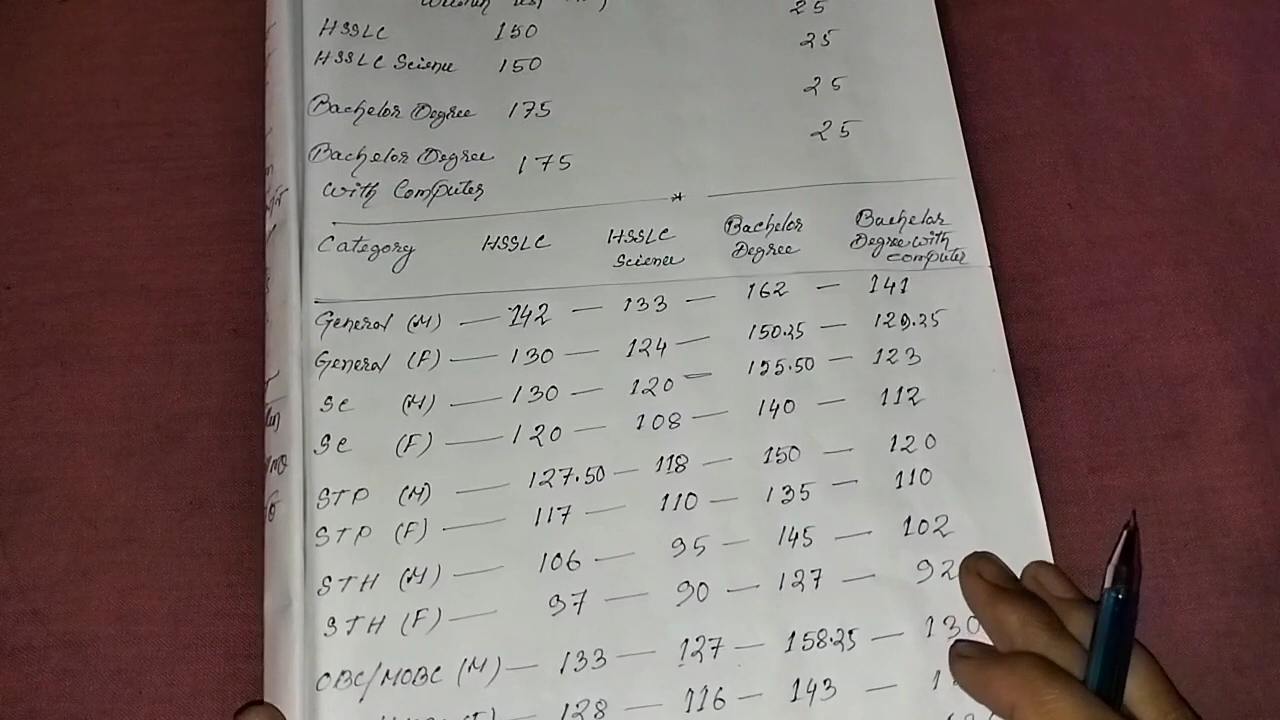 25
HSSLC 150 25
HSSLC Science 150 25
Bachelor Degree 175 25
Bachelor Degree 175
With Computer
*
Category HSSLC HSSLC Science Bachelor Degree Bachelor Degree with computer
General (M) — 142 — 133 — 162 — 141
General (F) — 130 — 124 — 150.25 — 129.25
SC (M) — 130 — 120 — 155.50 — 123
SC (F) — 120 — 108 — 140 — 112
STP (M) — 127.50 — 118 — 150 — 120
STP (F) — 117 — 110 — 135 — 110
STH (M) — 106 — 95 — 145 — 102
STH (F) — 97 — 90 — 127 — 92
OBC/MOBC (M) — 133 — 127 — 158.25 — 130
128 — 116 — 143 —